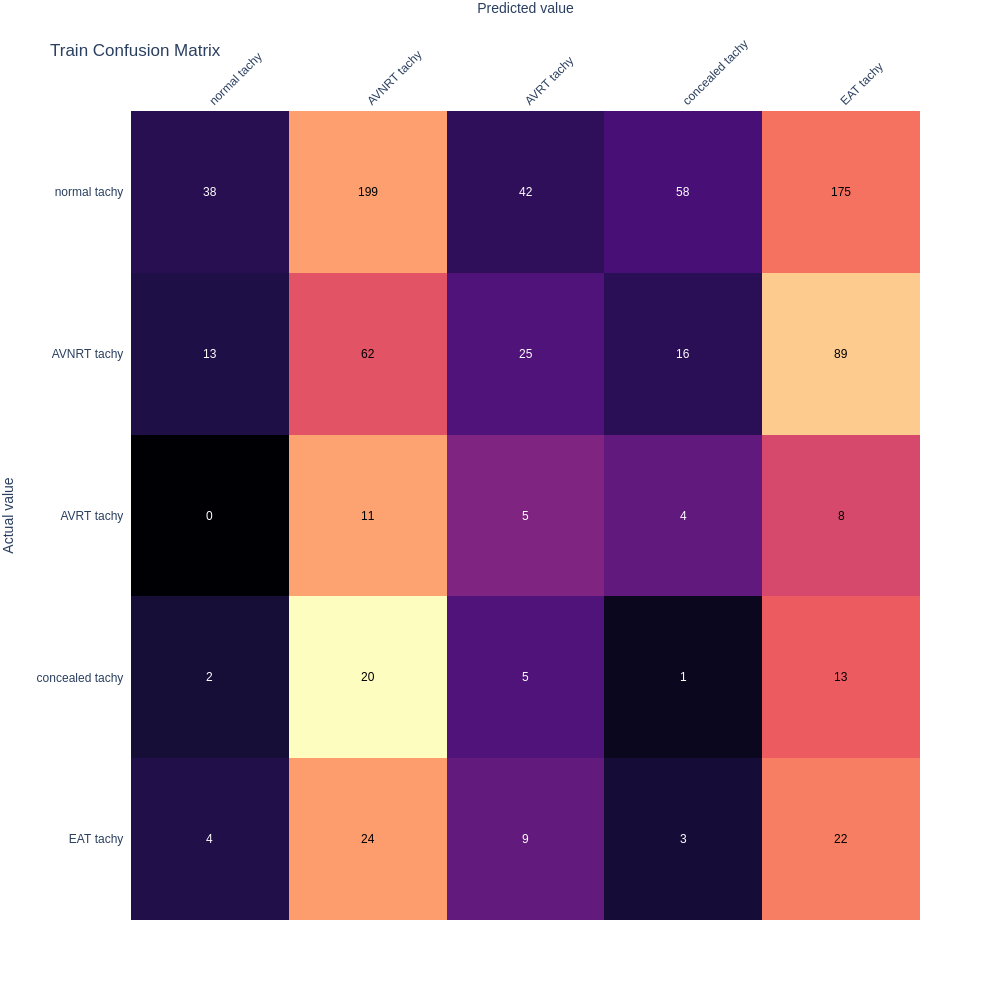 Predicted value
Train Confusion Matrix
normal tachy AVNRT tachy AVRT tachy concealed tachy EAT tachy
normal tachy 38 199 42 58 175
AVNRT tachy 13 62 25 16 89
AVRT tachy 0 11 5 4 8
concealed tachy 2 20 5 1 13
EAT tachy 4 24 9 3 22
Actual value